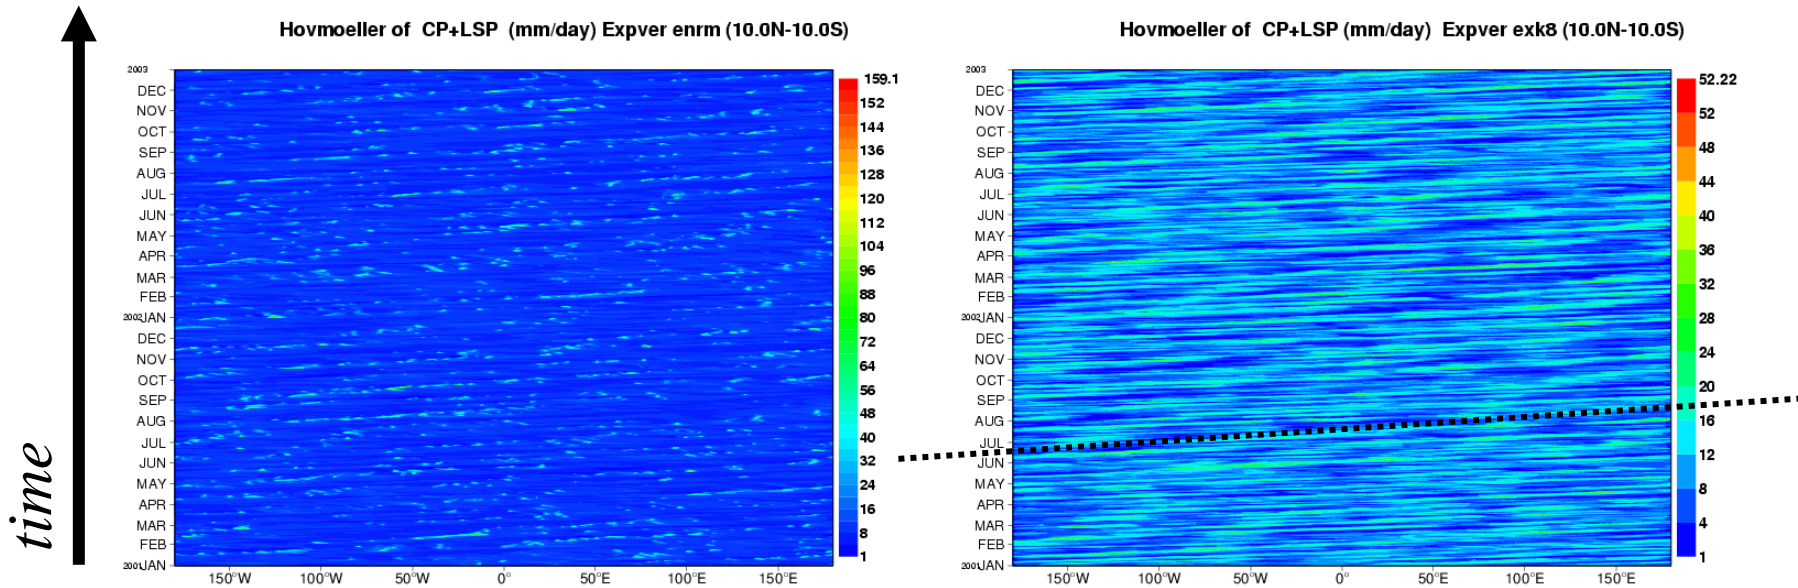 time
Hovmoeller of CP+LSP (mm/day) Expver enrm (10.0N-10.0S)
2003
DEC
NOV
OCT
SEP
AUG
JUL
JUN
MAY
APR
MAR
FEB
2002JAN
DEC
NOV
OCT
SEP
AUG
JUL
JUN
MAY
APR
MAR
FEB
2001JAN
150°W 100°W 50°W 0° 50°E 100°E 150°E
159.1
152
144
136
128
120
112
104
96
88
80
72
64
56
48
40
32
24
16
8
1
Hovmoeller of CP+LSP (mm/day) Expver exk8 (10.0N-10.0S)
2003
DEC
NOV
OCT
SEP
AUG
JUL
JUN
MAY
APR
MAR
FEB
2002JAN
DEC
NOV
OCT
SEP
AUG
JUL
JUN
MAY
APR
MAR
FEB
2001JAN
150°W 100°W 50°W 0° 50°E 100°E 150°E
52.22
52
48
44
40
36
32
28
24
20
16
12
8
4
1